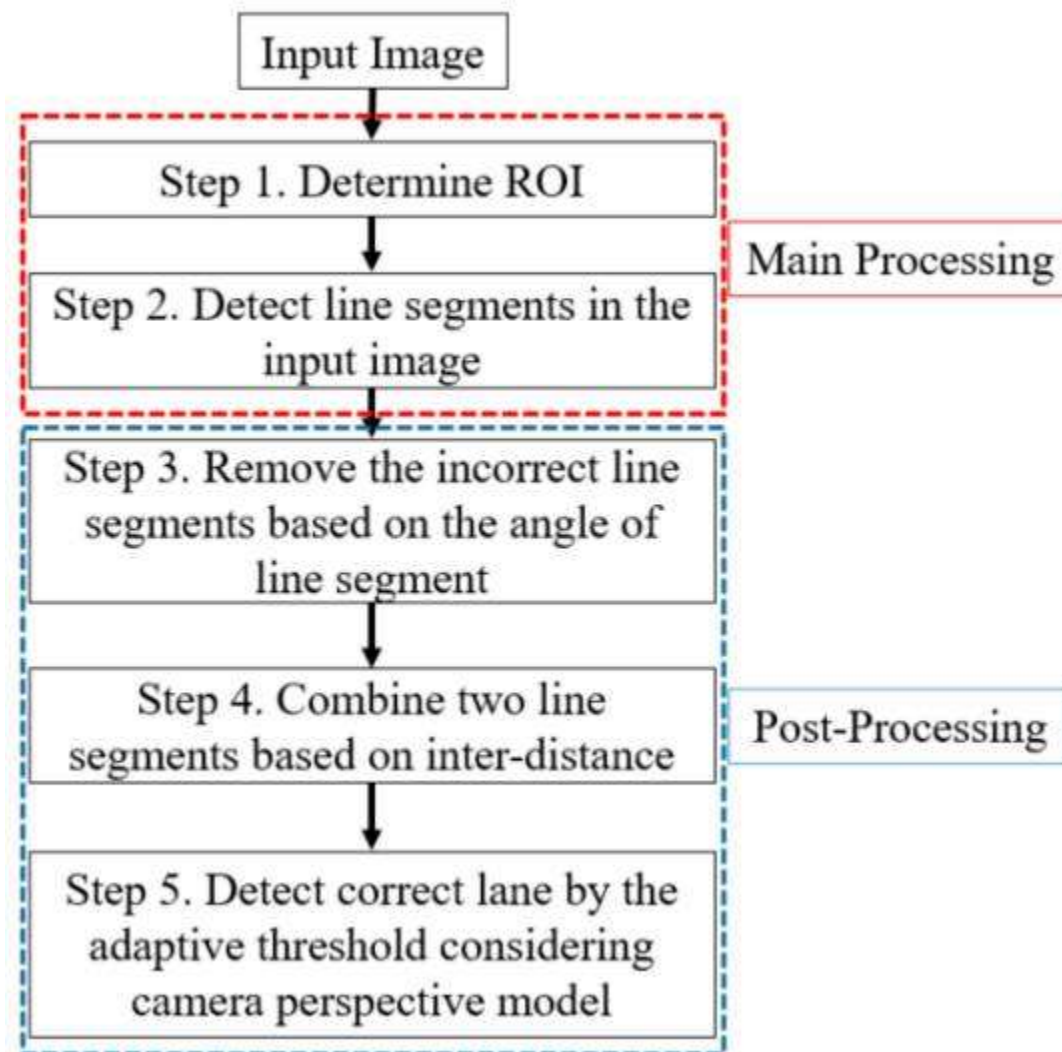 Input Image
Step 1. Determine ROI
Main Processing
Step 2. Detect line segments in the
input image
Step 3. Remove the incorrect line
segments based on the angle of
line segment
Step 4. Combine two line
segments based on inter-distance
Post-Processing
Step 5. Detect correct lane by the
adaptive threshold considering
camera perspective model